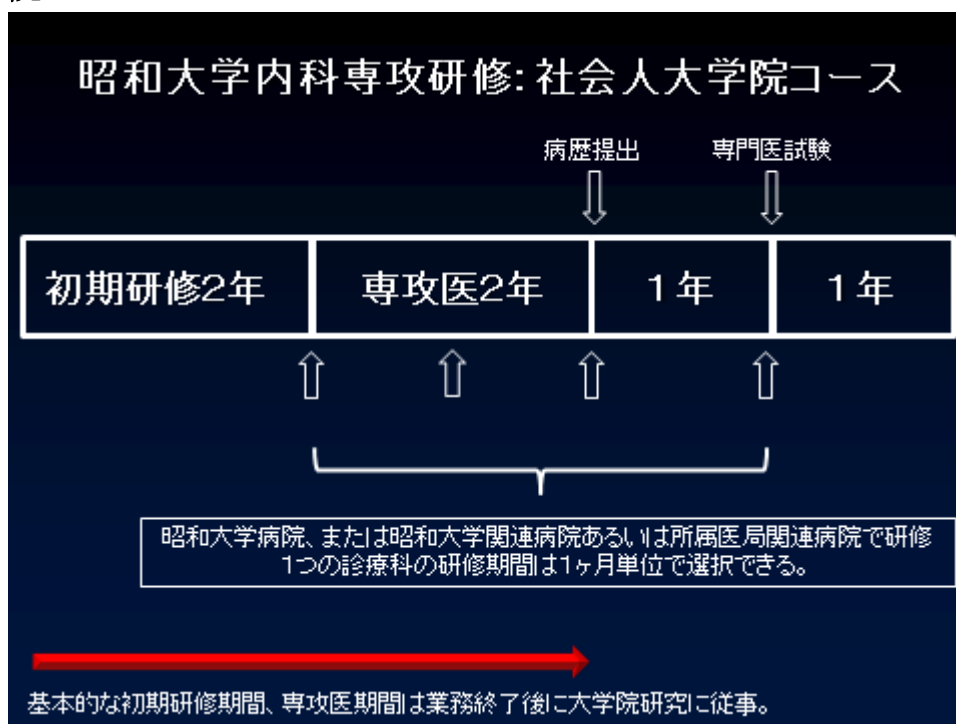 昭和大学内科専攻研修: 社会人大学院コース
病歴提出 専門医試験
初期研修2年 専攻医2年 1年 1年
昭和大学病院、または昭和大学関連病院あるいは所属医局関連病院で研修
1つの診療科の研修期間は1ヶ月単位で選択できる。
基本的な初期研修期間、専攻医期間は業務終了後に大学院研究に従事。